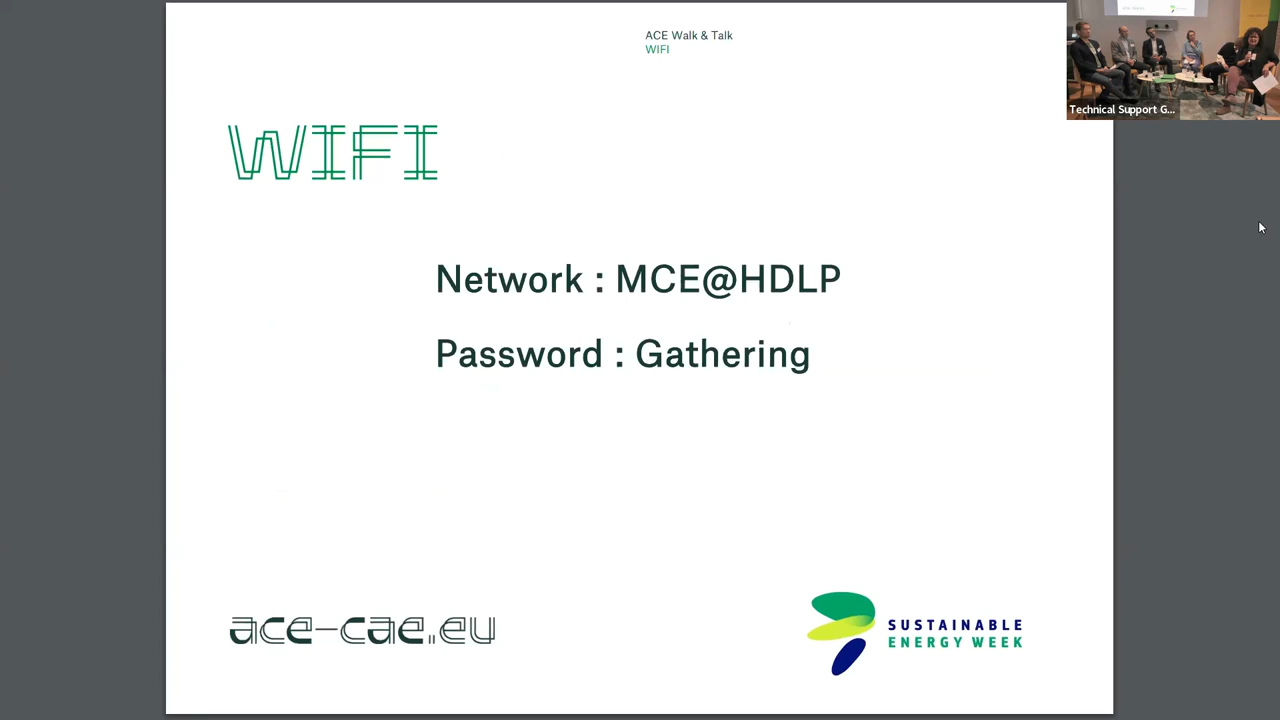 ACE Walk & Talk
WIFI
WIFI
Network : MCE@HDLP
Password : Gathering
ace-cae.eu
SUSTAINABLE
ENERGY WEEK
Technical Support G...